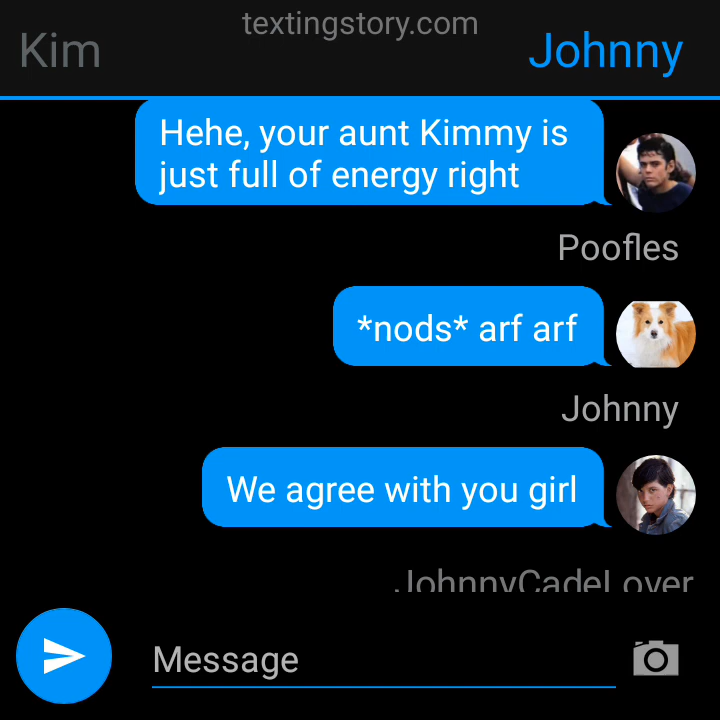 textingstory.com
Kim
Johnny
Hehe, your aunt Kimmy is
just full of energy right
Poofles
*nods* arf arf
Johnny
We agree with you girl
JohnnyCadeLover
Message